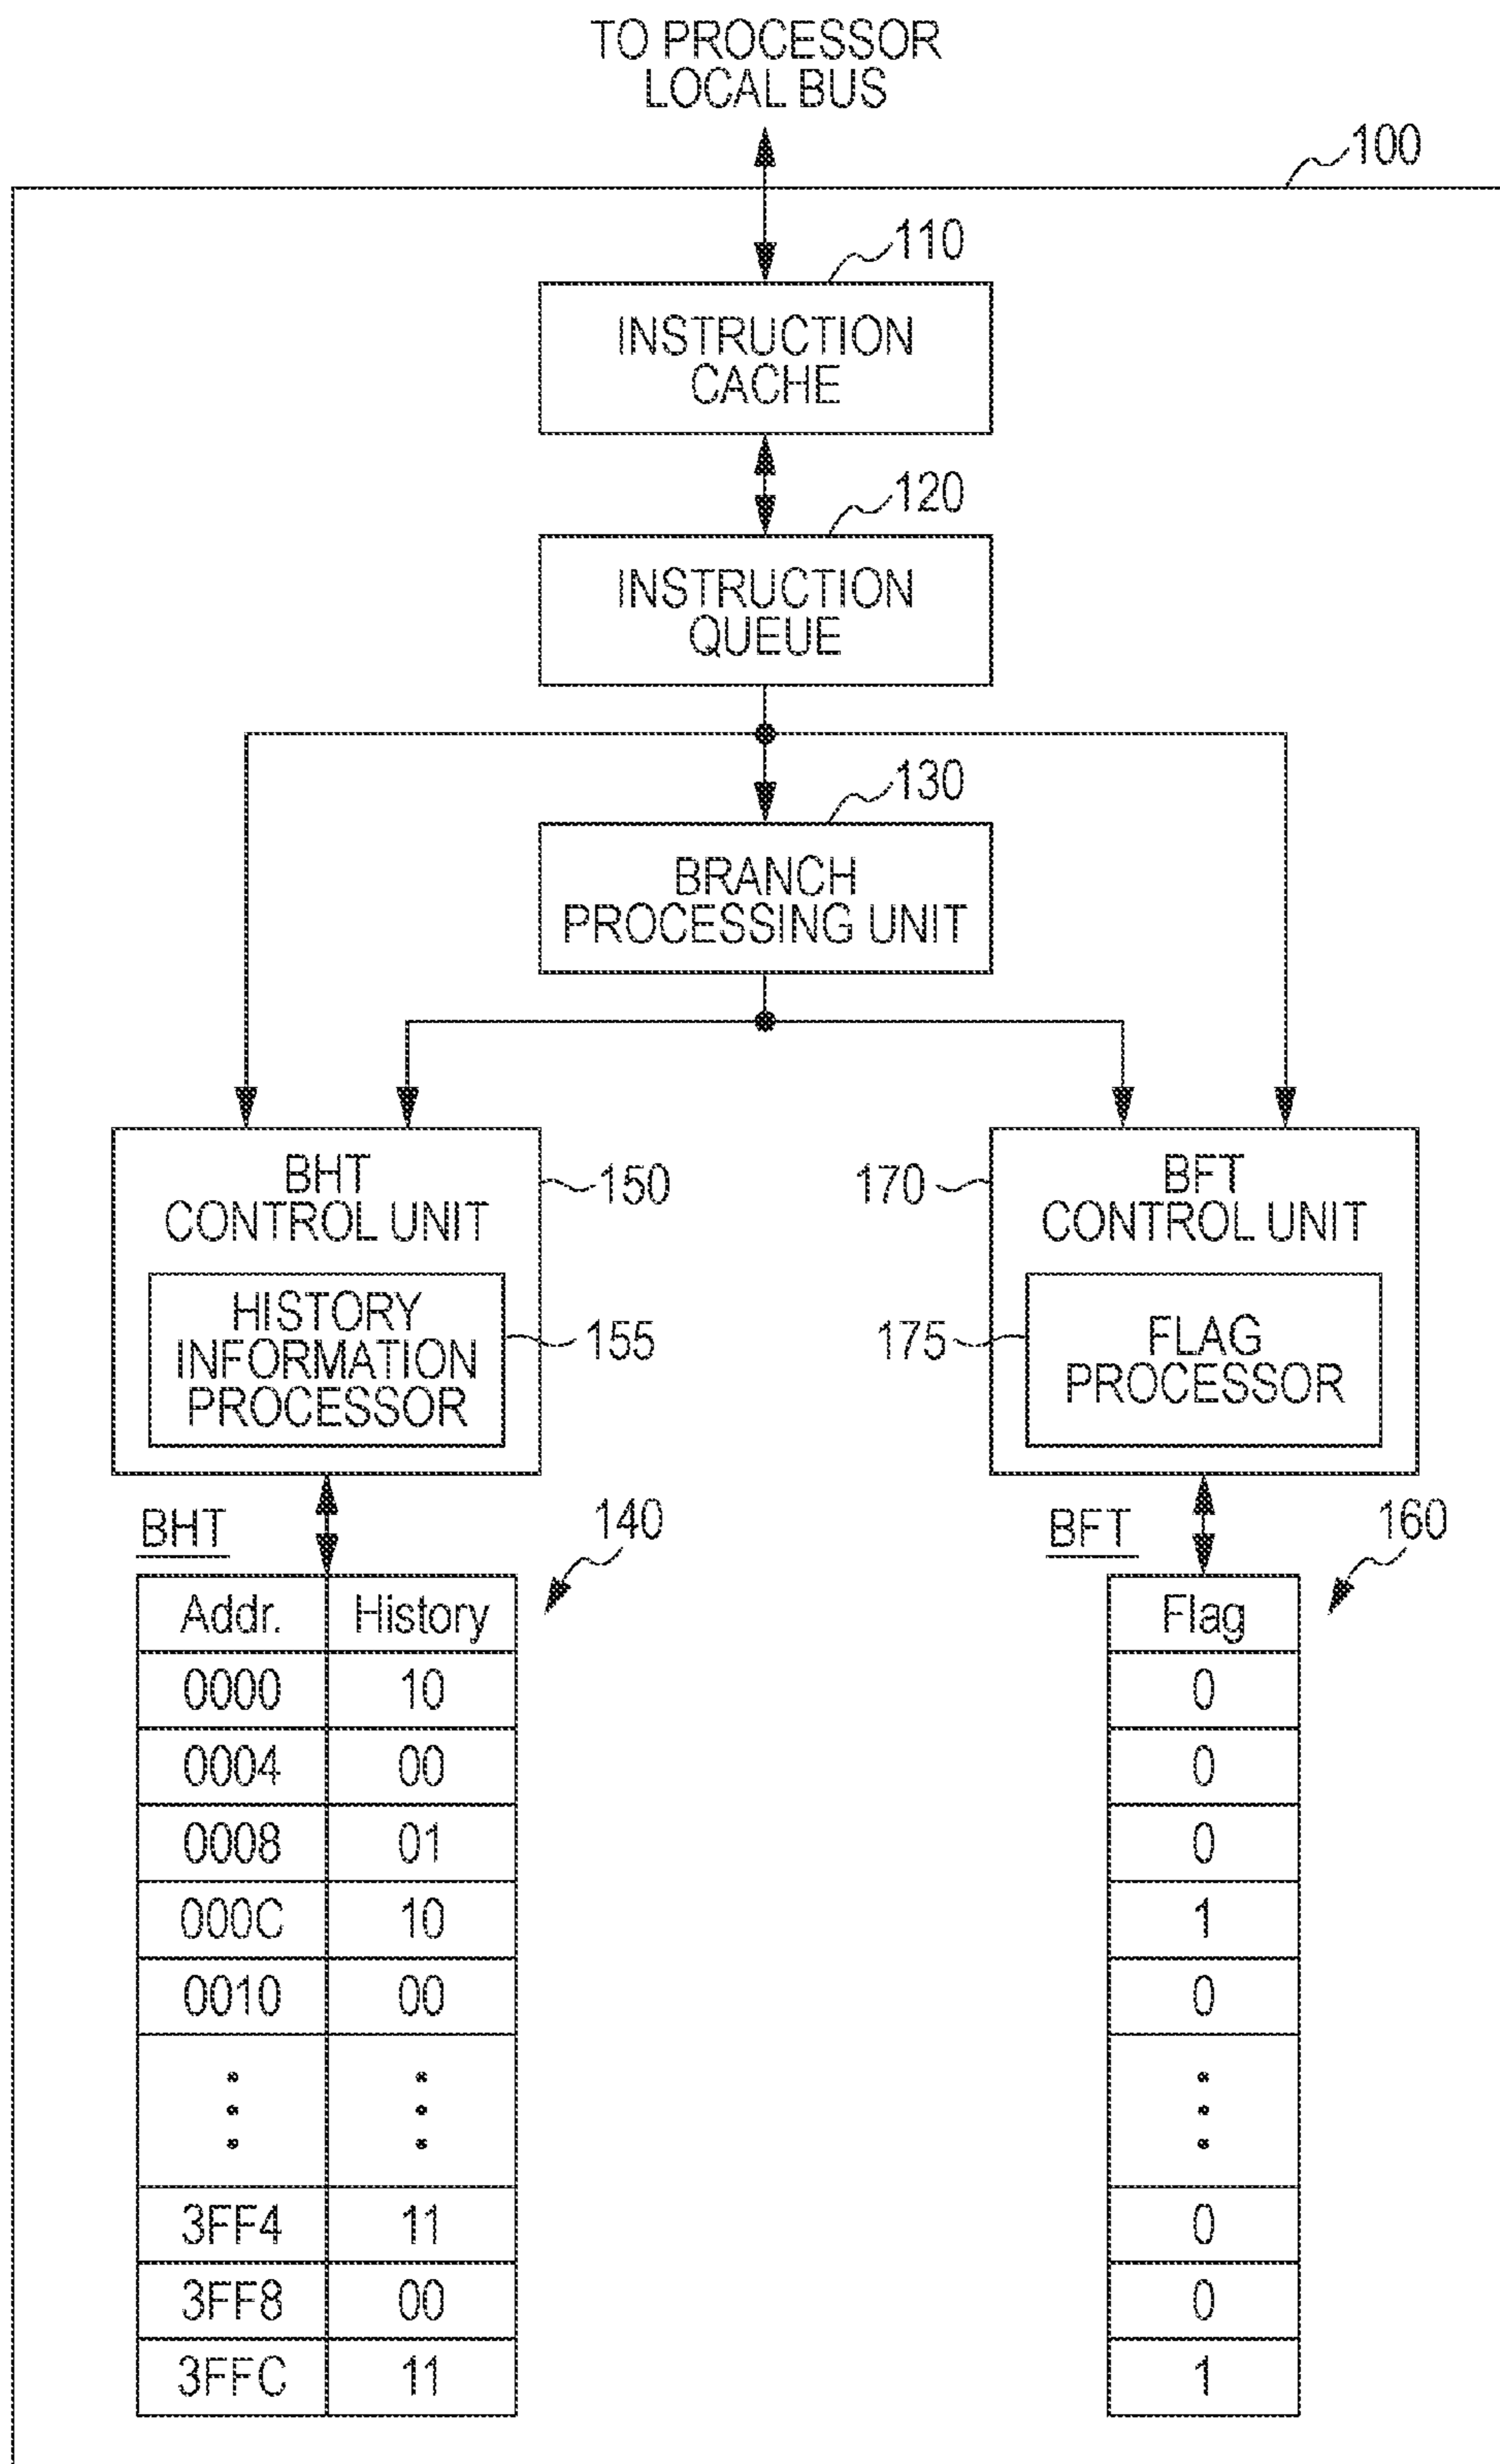 TO PROCESSOR
LOCAL BUS
100
110
INSTRUCTION
CACHE
120
INSTRUCTION
QUEUE
130
BRANCH
PROCESSING UNIT
BHT
CONTROL UNIT
150
HISTORY
INFORMATION
PROCESSOR
155
170
BFT
CONTROL UNIT
175
FLAG
PROCESSOR
BHT
140
Addr. History
0000 10
0004 00
0008 01
000C 10
0010 00
3FF4 11
3FF8 00
3FFC 11
BFT
160
Flag
0
0
0
1
0
0
0
1